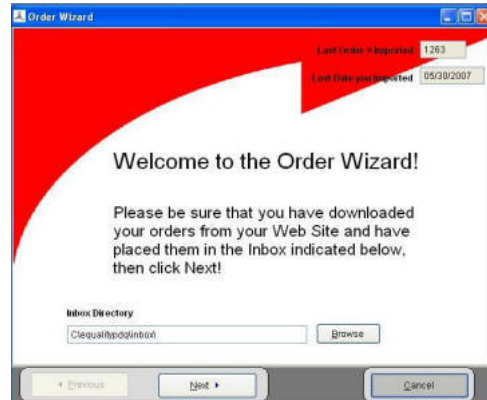 Order Wizard
Last Order # Imported 1263
Last Date you Imported 05/30/2007
Welcome to the Order Wizard!
Please be sure that you have downloaded
your orders from your Web Site and have
placed them in the Inbox indicated below,
then click Next!
Inbox Directory
C\equalitypdq\inbox\
Browse
Previous
Next
Cancel